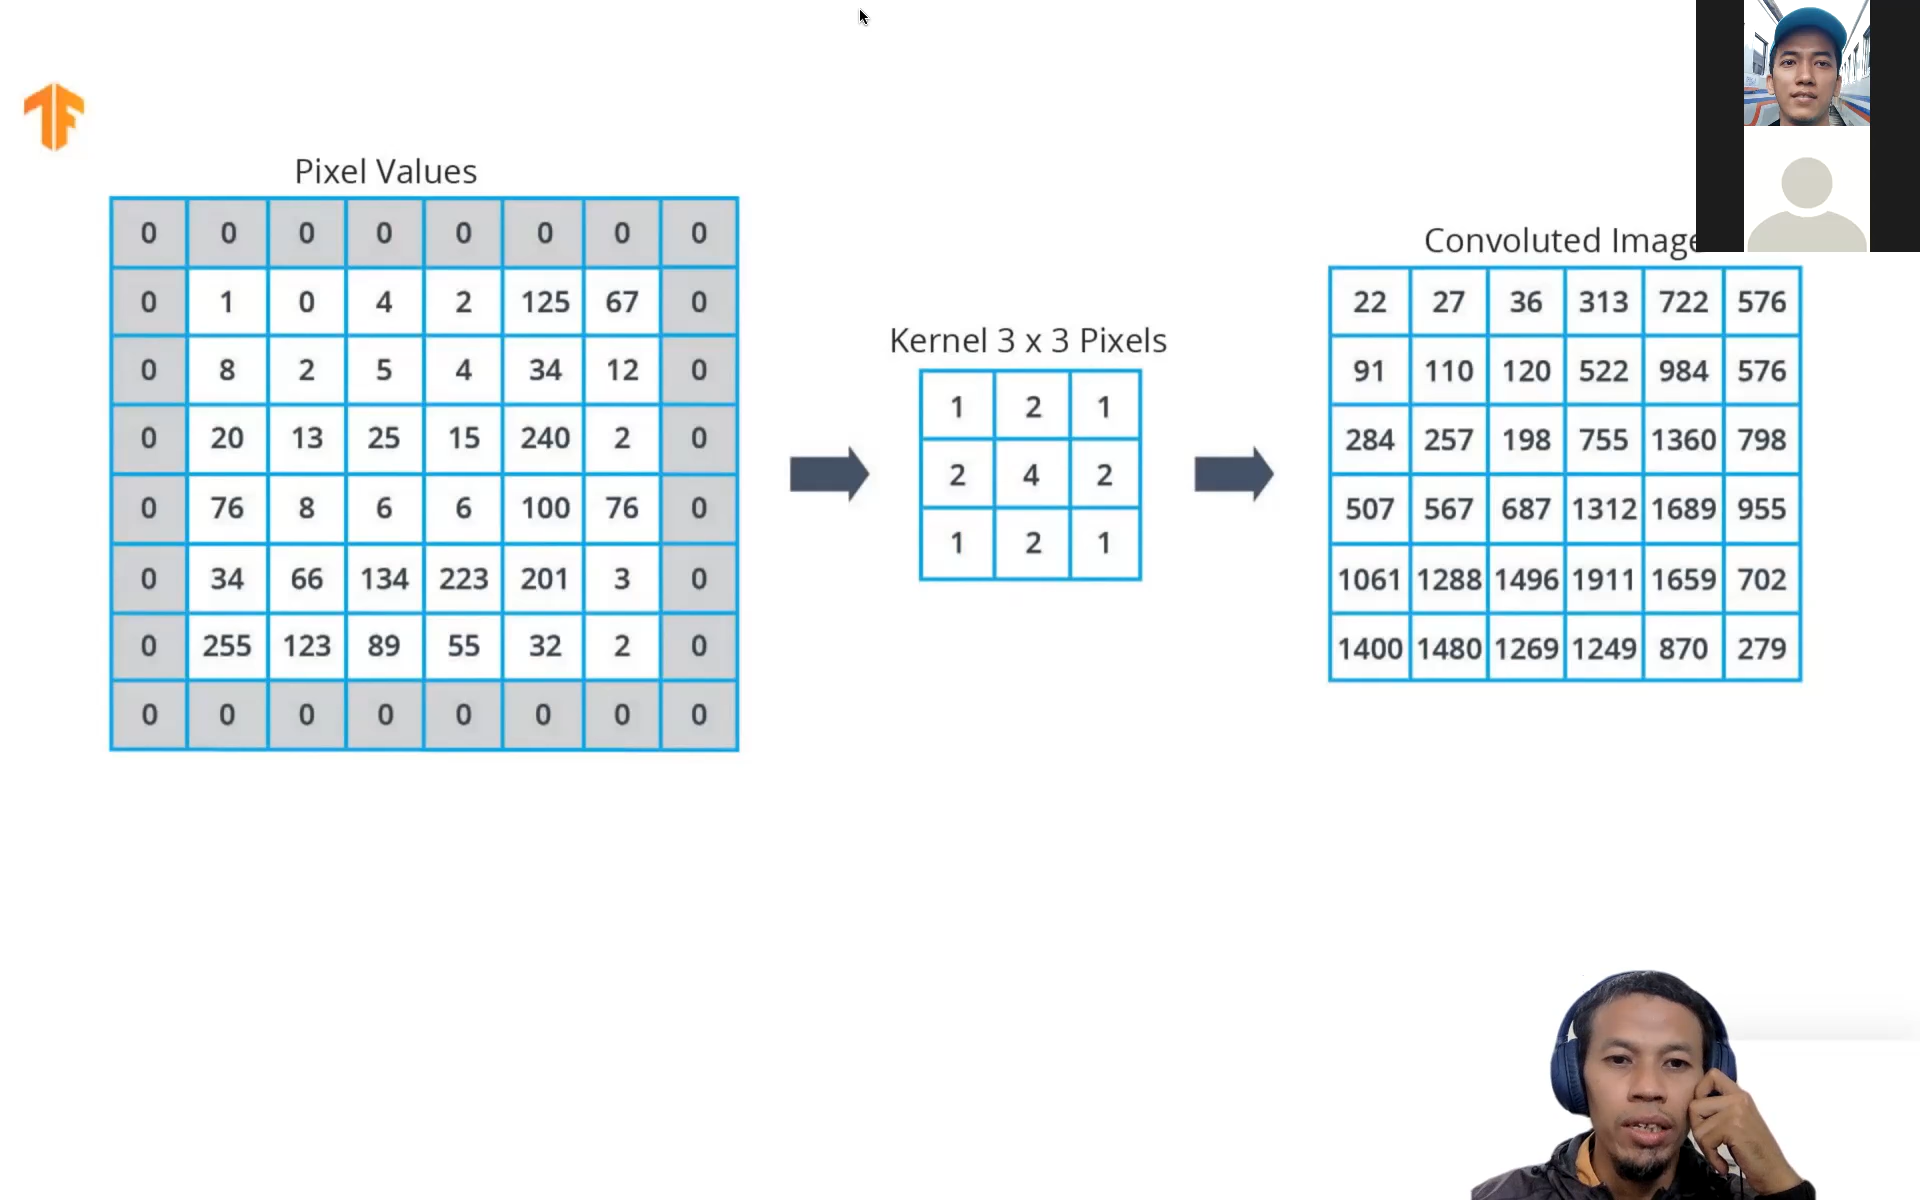 Pixel Values
0 0 0 0 0 0 0 0
0 1 0 4 2 125 67 0
0 8 2 5 4 34 12 0
0 20 13 25 15 240 2 0
0 76 8 6 6 100 76 0
0 34 66 134 223 201 3 0
0 255 123 89 55 32 2 0
0 0 0 0 0 0 0 0
Kernel 3 x 3 Pixels
1 2 1
2 4 2
1 2 1
Convoluted Image
22 27 36 313 722 576
91 110 120 522 984 576
284 257 198 755 1360 798
507 567 687 1312 1689 955
1061 1288 1496 1911 1659 702
1400 1480 1269 1249 870 279